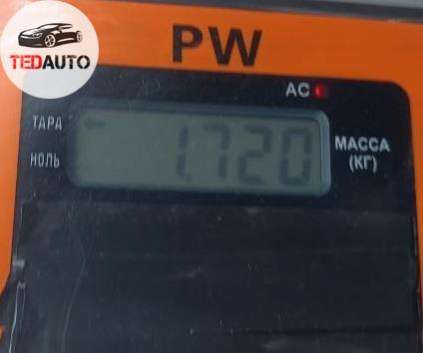 TEDAUTO
PW
AC
ТАРА
1.720
МАССА
НОЛЬ
(КГ)